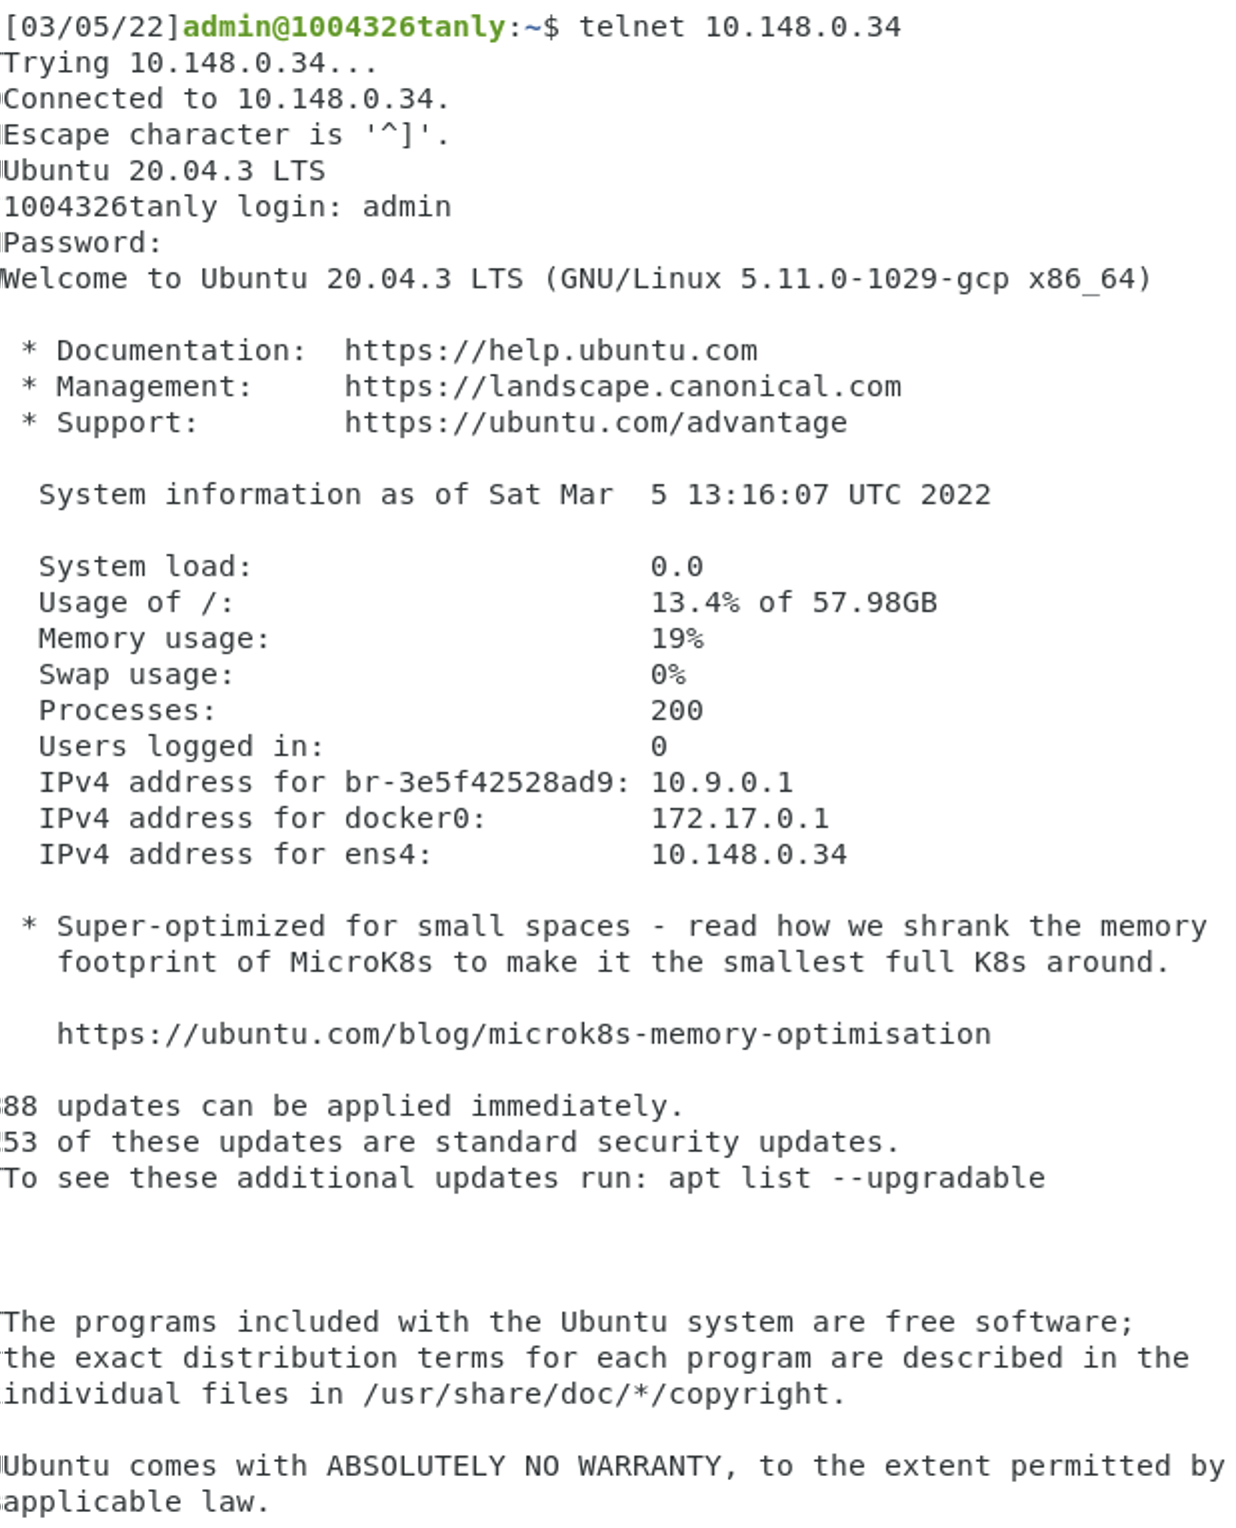 [03/05/22]admin@1004326tanly:~$ telnet 10.148.0.34
Trying 10.148.0.34...
Connected to 10.148.0.34.
Escape character is '^]'.
Ubuntu 20.04.3 LTS
1004326tanly login: admin
Password:
Welcome to Ubuntu 20.04.3 LTS (GNU/Linux 5.11.0-1029-gcp x86_64)

 * Documentation:  https://help.ubuntu.com
 * Management:     https://landscape.canonical.com
 * Support:        https://ubuntu.com/advantage

  System information as of Sat Mar  5 13:16:07 UTC 2022

  System load:                      0.0
  Usage of /:                       13.4% of 57.98GB
  Memory usage:                     19%
  Swap usage:                       0%
  Processes:                        200
  Users logged in:                  0
  IPv4 address for br-3e5f42528ad9: 10.9.0.1
  IPv4 address for docker0:         172.17.0.1
  IPv4 address for ens4:            10.148.0.34

 * Super-optimized for small spaces - read how we shrank the memory
   footprint of MicroK8s to make it the smallest full K8s around.

   https://ubuntu.com/blog/microk8s-memory-optimisation

updates can be applied immediately.
of these updates are standard security updates.
To see these additional updates run: apt list --upgradable

The programs included with the Ubuntu system are free software;
the exact distribution terms for each program are described in the
individual files in /usr/share/doc/*/copyright.

Ubuntu comes with ABSOLUTELY NO WARRANTY, to the extent permitted by
applicable law.